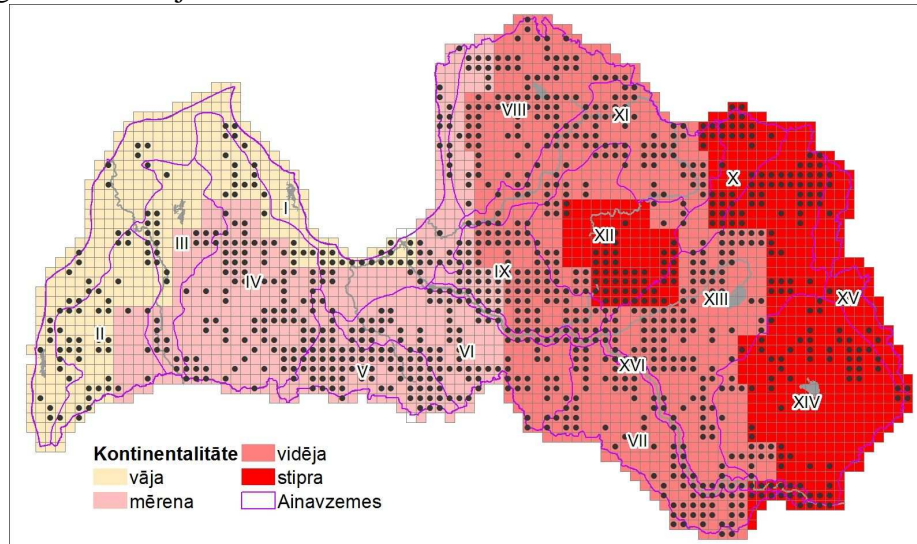 VIII
XI
X
I
III
XII
IX
IV
XIII
XV
II
VI
V
XVI
XIV
VII
Kontinentalitāte
vāja
mērena
vidēja
stipra
Ainavzemes